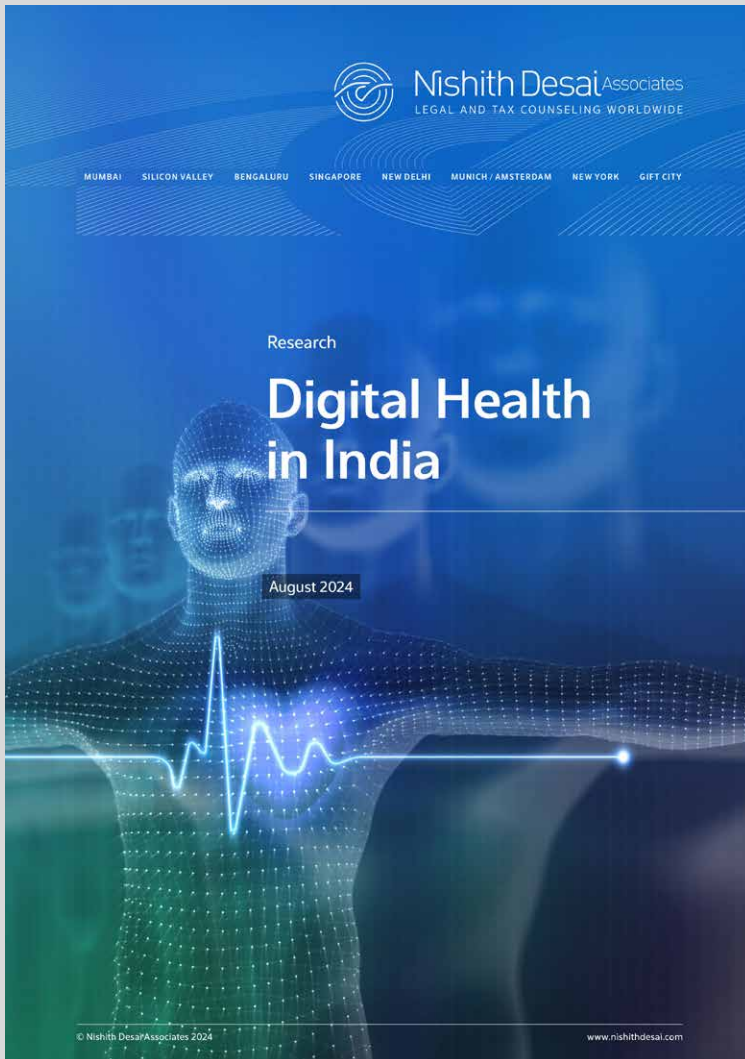 Nishith Desai Associates
LEGAL AND TAX COUNSELING WORLDWIDE
MUMBAI SILICON VALLEY BENGALURU SINGAPORE NEW DELHI MUNICH / AMSTERDAM NEW YORK GIFT CITY
Research
Digital Health
in India
August 2024
© Nishith Desai Associates 2024 www.nishithdesai.com